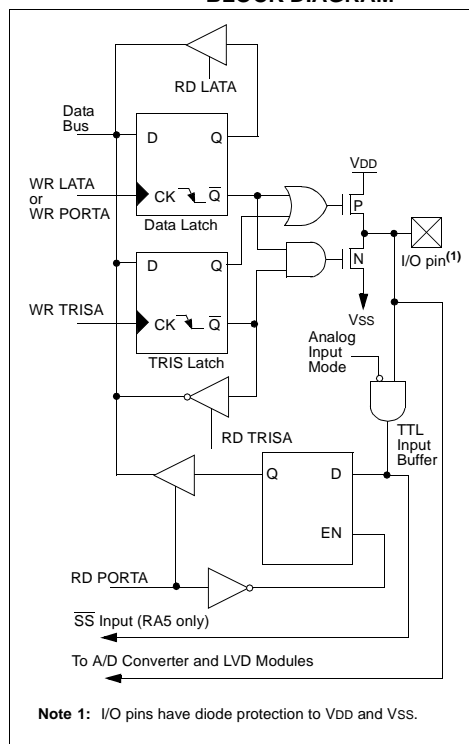 BLOCK DIAGRAM
RD LATA
Data
Bus
D Q
WR LATA
or
WR PORTA
CK Q̅
Data Latch
VDD
P
I/O pin(1)
N
VSS
D Q
WR TRISA
CK Q̅
TRIS Latch
Analog
Input
Mode
TTL
Input
Buffer
RD TRISA
Q D
EN
RD PORTA
S̅S̅ Input (RA5 only)
To A/D Converter and LVD Modules
Note 1: I/O pins have diode protection to VDD and VSS.